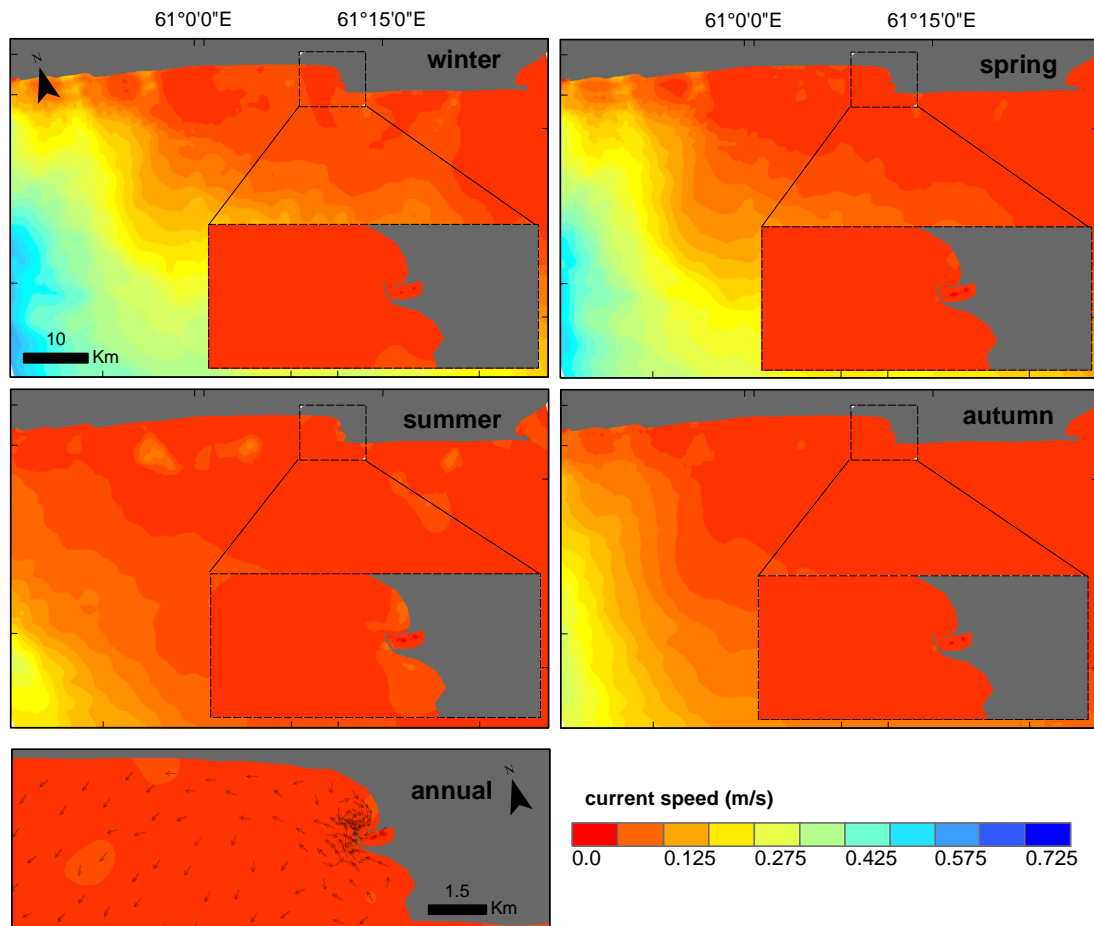 61°0'0"E 61°15'0"E 61°0'0"E 61°15'0"E
N
winter
spring
10
Km
summer
autumn
annual
N
1.5
Km
current speed (m/s)
0.0 0.125 0.275 0.425 0.575 0.725